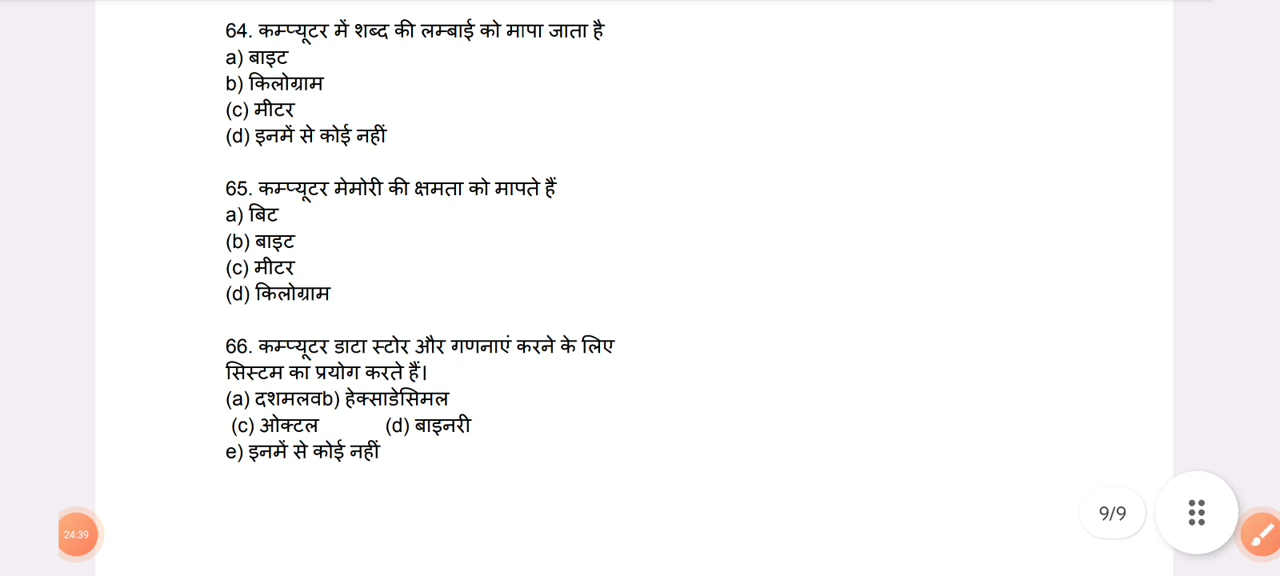 64. कम्प्यूटर में शब्द की लम्बाई को मापा जाता है
a) बाइट
b) किलोग्राम
(c) मीटर
(d) इनमें से कोई नहीं
65. कम्प्यूटर मेमोरी की क्षमता को मापते हैं
a) बिट
(b) बाइट
(c) मीटर
(d) किलोग्राम
66. कम्प्यूटर डाटा स्टोर और गणनाएं करने के लिए
सिस्टम का प्रयोग करते हैं।
(a) दशमलवb) हेक्साडेसिमल
(c) ओक्टल (d) बाइनरी
e) इनमें से कोई नहीं
9/9
24:39